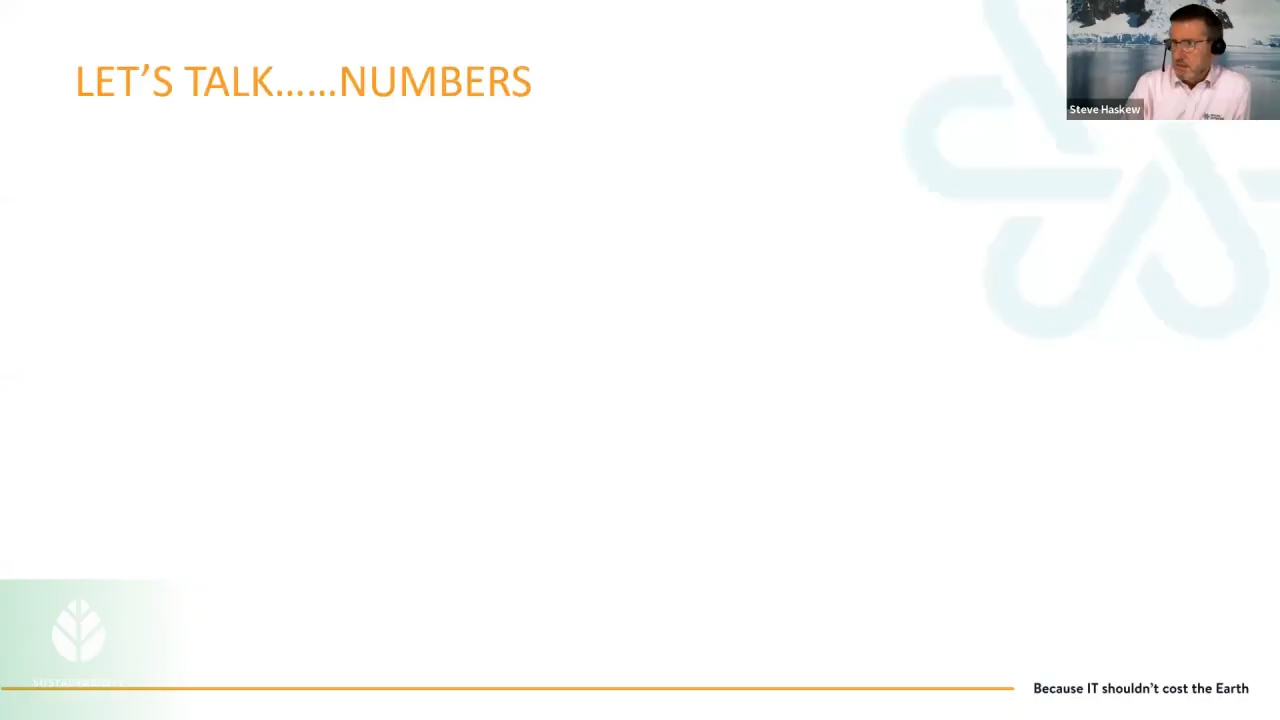 LET’S TALK……NUMBERS
Steve Haskew
Because IT shouldn’t cost the Earth